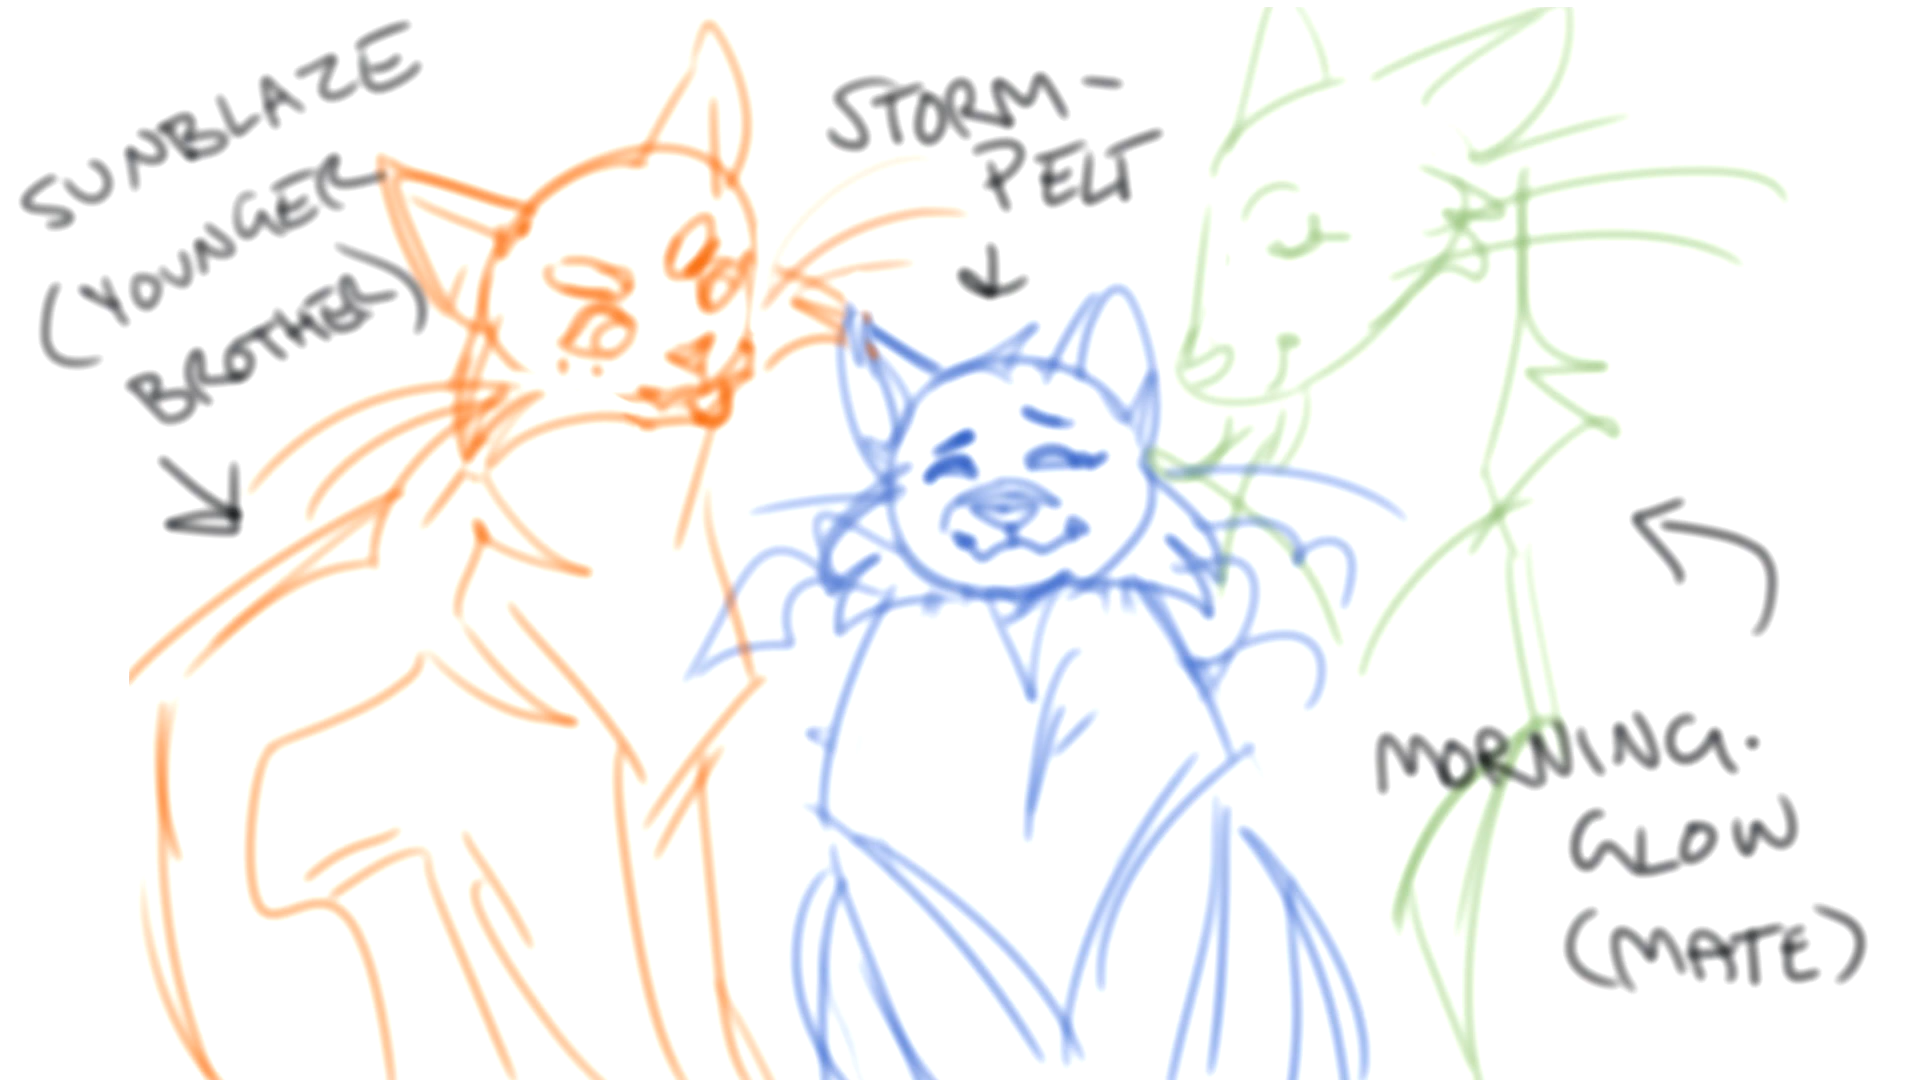 SUNBLAZE
(YOUNGER
BROTHER)
STORM-
PELT
MORNING.
GLOW
(MATE)